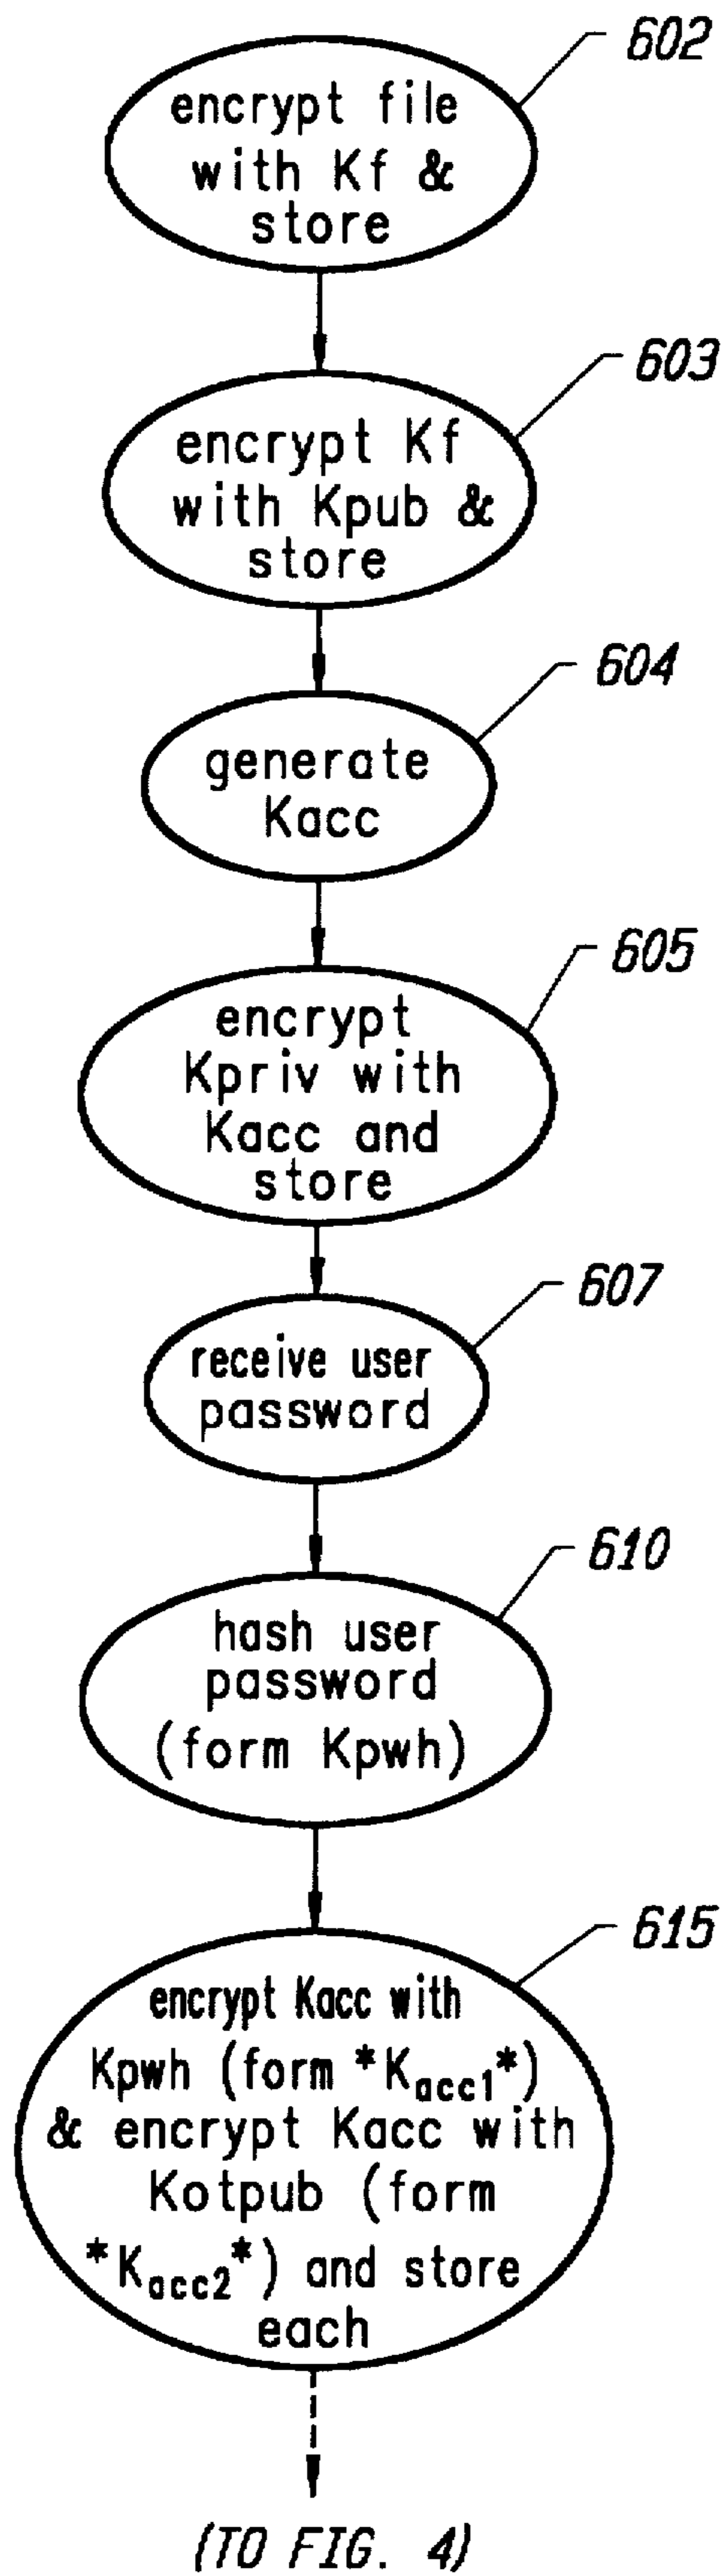 602
encrypt file
with Kf &
store
603
encrypt Kf
with Kpub &
store
604
generate
Kacc
605
encrypt
Kpriv with
Kacc and
store
607
receive user
password
610
hash user
password
(form Kpwh)
615
encrypt Kacc with
Kpwh (form *Kacc1*)
& encrypt Kacc with
Kotpub (form
*Kacc2*) and store
each
(TO FIG. 4)